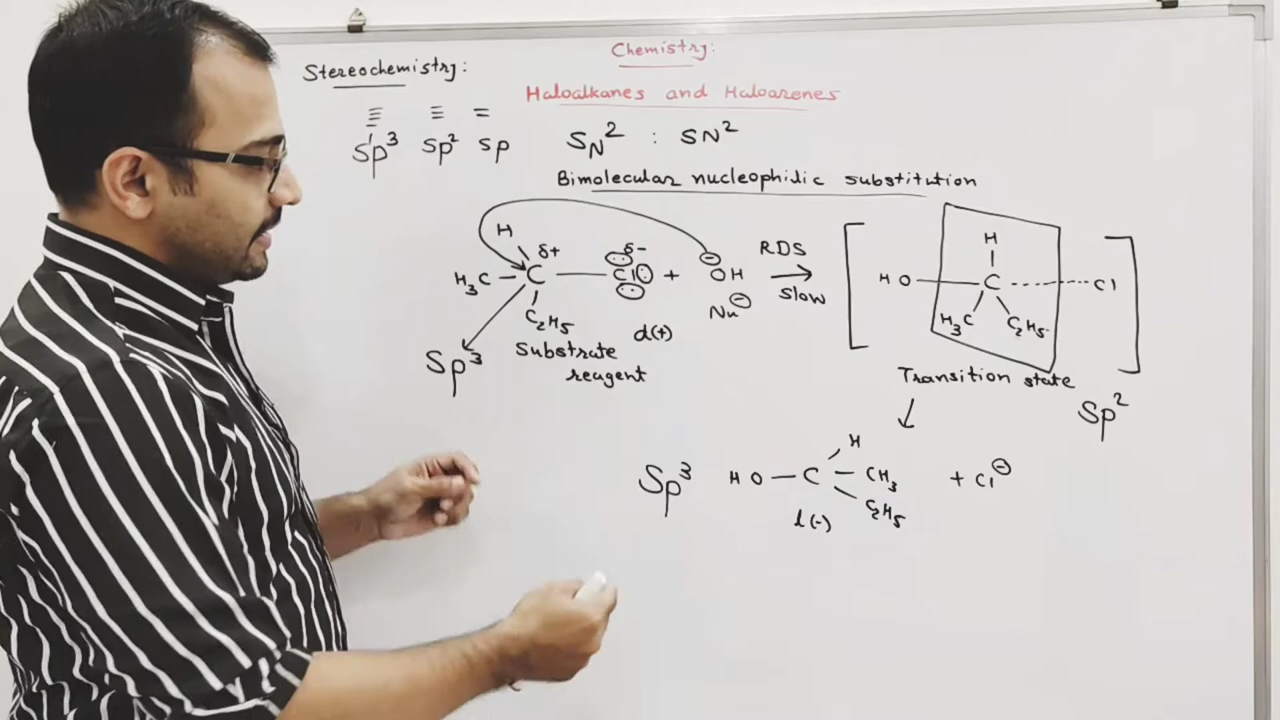 Chemistry:
Stereochemistry:
Haloalkanes and Haloarenes
≡ ≡ =
Sp³ Sp² Sp
S_N² : SN²
Bimolecular nucleophilic substitution
H
H₃C – C — Cl + ⊖OH
δ+ δ-
C₂H₅
Nu⊖
d(+)
Sp³
Substrate
reagent
RDS
Slow
[ HO — C ----- Cl ]
H
H₃C C₂H₅
Transition state
Sp²
Sp³
H
HO — C — CH₃ + Cl⊖
C₂H₅
l(-)